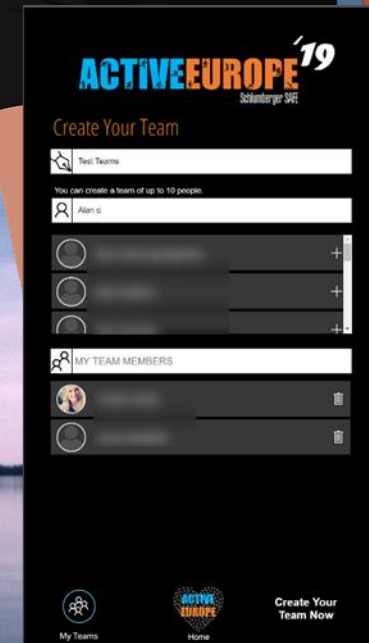 ACTIVEEUROPE '19
Schlumberger SAFE
Create Your Team
Test Teams
You can create a team of up to 10 people.
Alan d
MY TEAM MEMBERS
ACTIVE
EUROPE
My Teams
Home
Create Your
Team Now